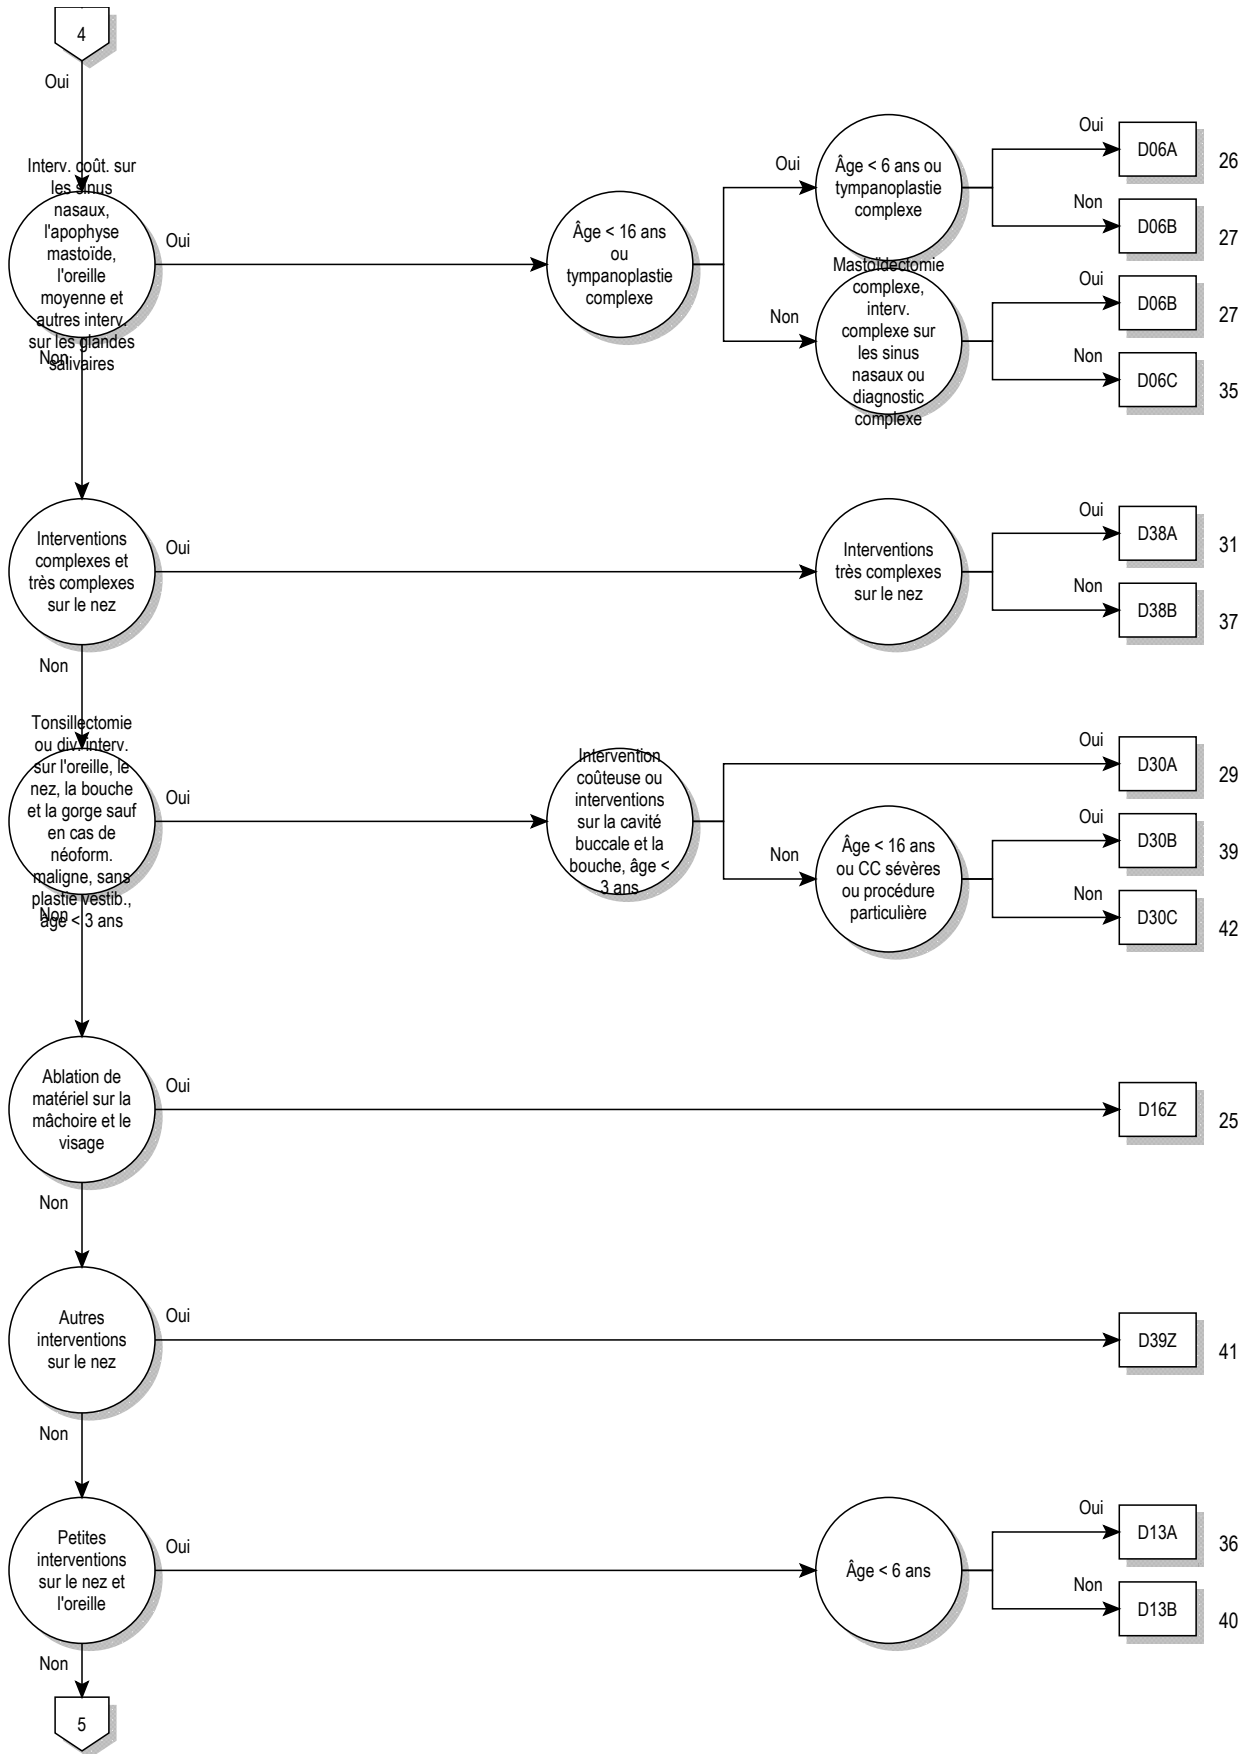 4
Oui
Interv. coût. sur
les sinus
nasaux,
l'apophyse
mastoïde,
l'oreille
moyenne et
autres interv.
sur les glandes
salivaires
Oui
Non
Âge < 16 ans
ou
tympanoplastie
complexe
Oui
Non
Âge < 6 ans ou
tympanoplastie
complexe
Oui
D06A
26
Non
D06B
27
Mastoïdectomie
complexe,
interv.
complexe sur
les sinus
nasaux ou
diagnostic
complexe
Oui
D06B
27
Non
D06C
35
Interventions
complexes et
très complexes
sur le nez
Oui
Non
Interventions
très complexes
sur le nez
Oui
D38A
31
Non
D38B
37
Tonsillectomie
ou div. interv.
sur l'oreille, le
nez, la bouche
et la gorge sauf
en cas de
néoform.
maligne, sans
plastie vestib.,
âge < 3 ans
Oui
Non
Intervention
coûteuse ou
interventions
sur la cavité
buccale et la
bouche, âge <
3 ans
Oui
D30A
29
Non
Âge < 16 ans
ou CC sévères
ou procédure
particulière
Oui
D30B
39
Non
D30C
42
Ablation de
matériel sur la
mâchoire et le
visage
Oui
D16Z
25
Non
Autres
interventions
sur le nez
Oui
D39Z
41
Non
Petites
interventions
sur le nez et
l'oreille
Oui
Âge < 6 ans
Oui
D13A
36
Non
D13B
40
Non
5